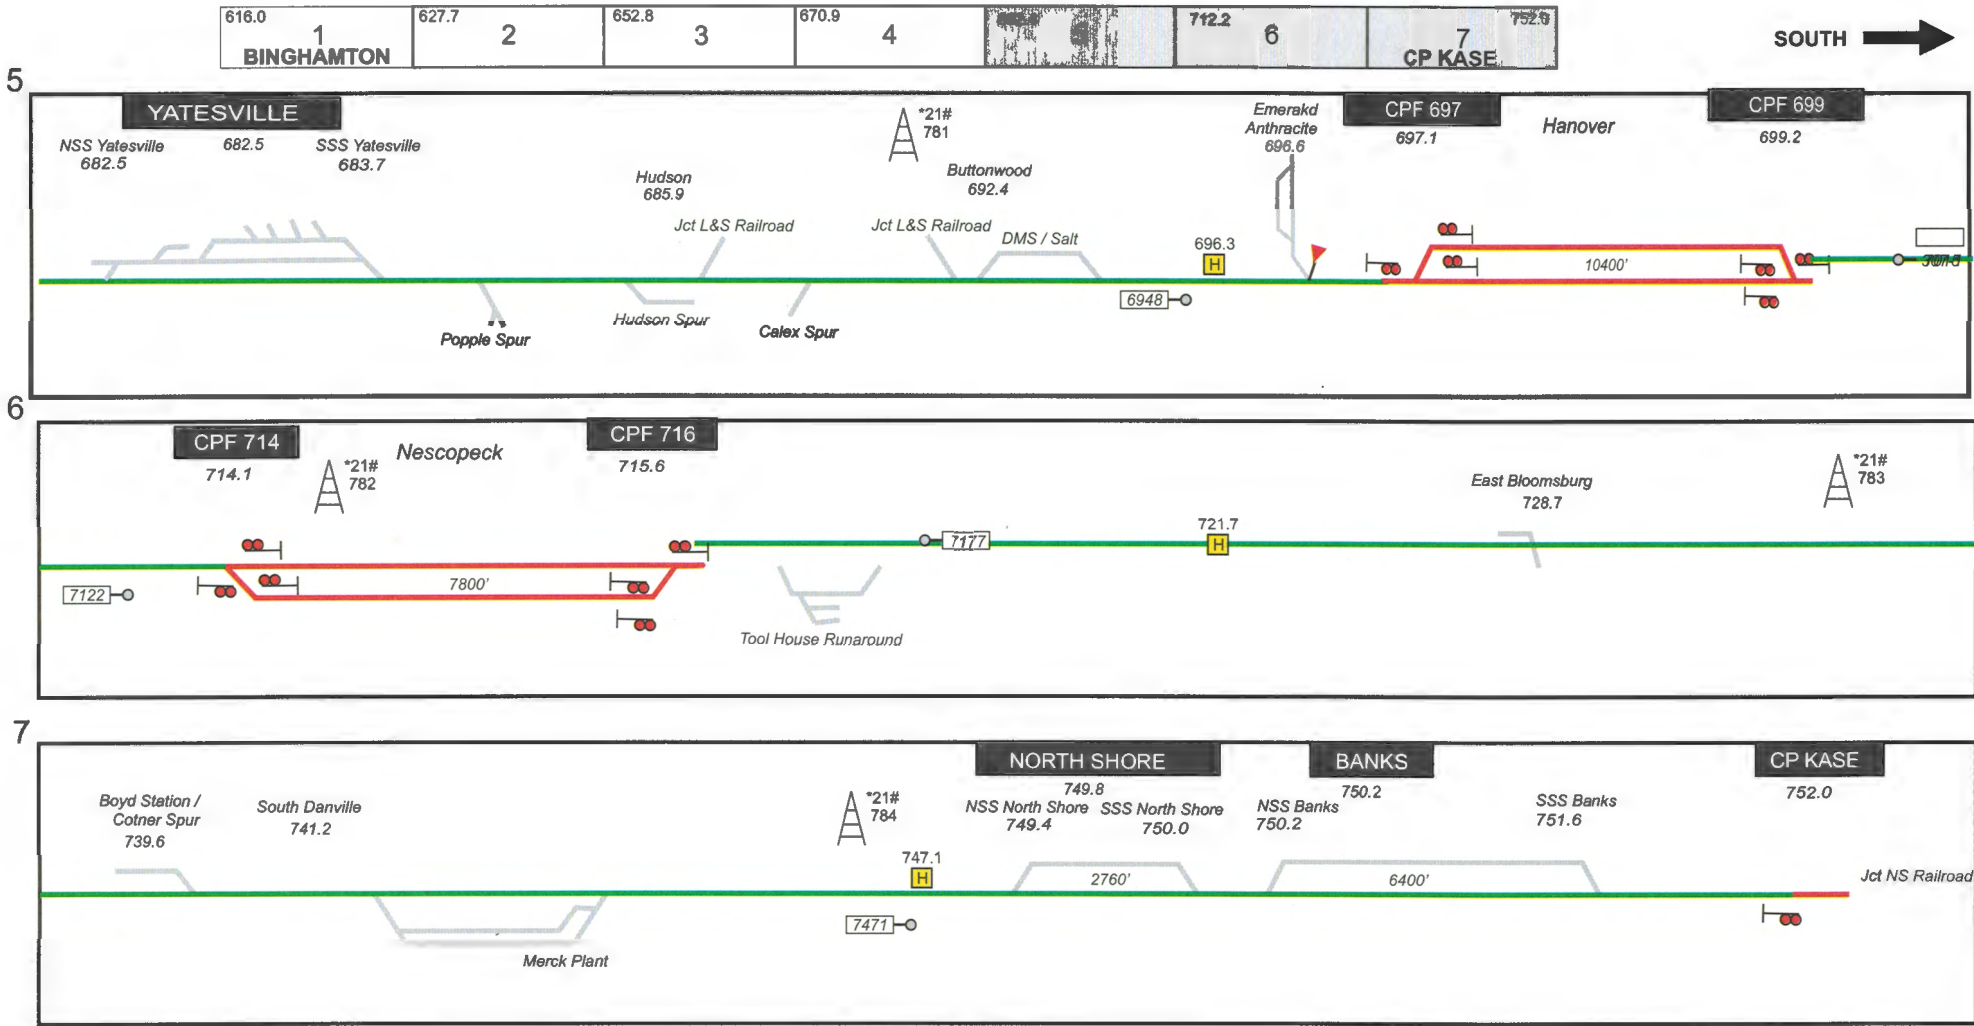 616.0
1
BINGHAMTON
627.7
2
652.8
3
670.9
4
712.2
6
7
752.0
CP KASE
SOUTH
5
YATESVILLE
682.5
NSS Yatesville
682.5
SSS Yatesville
683.7
Hudson
685.9
Jct L&S Railroad
*21#
781
Buttonwood
692.4
Jct L&S Railroad
DMS / Salt
Emerakd
Anthracite
696.6
696.3
H
6948
CPF 697
697.1
Hanover
CPF 699
699.2
10400'
Popple Spur
Hudson Spur
Calex Spur
6
CPF 714
714.1
*21#
782
Nescopeck
CPF 716
715.6
7122
7800'
7177
Tool House Runaround
721.7
H
East Bloomsburg
728.7
*21#
783
7
Boyd Station /
Cotner Spur
739.6
South Danville
741.2
Merck Plant
*21#
784
747.1
H
7471
NORTH SHORE
749.8
NSS North Shore
749.4
SSS North Shore
750.0
2760'
BANKS
750.2
NSS Banks
750.2
SSS Banks
751.6
6400'
CP KASE
752.0
Jct NS Railroad